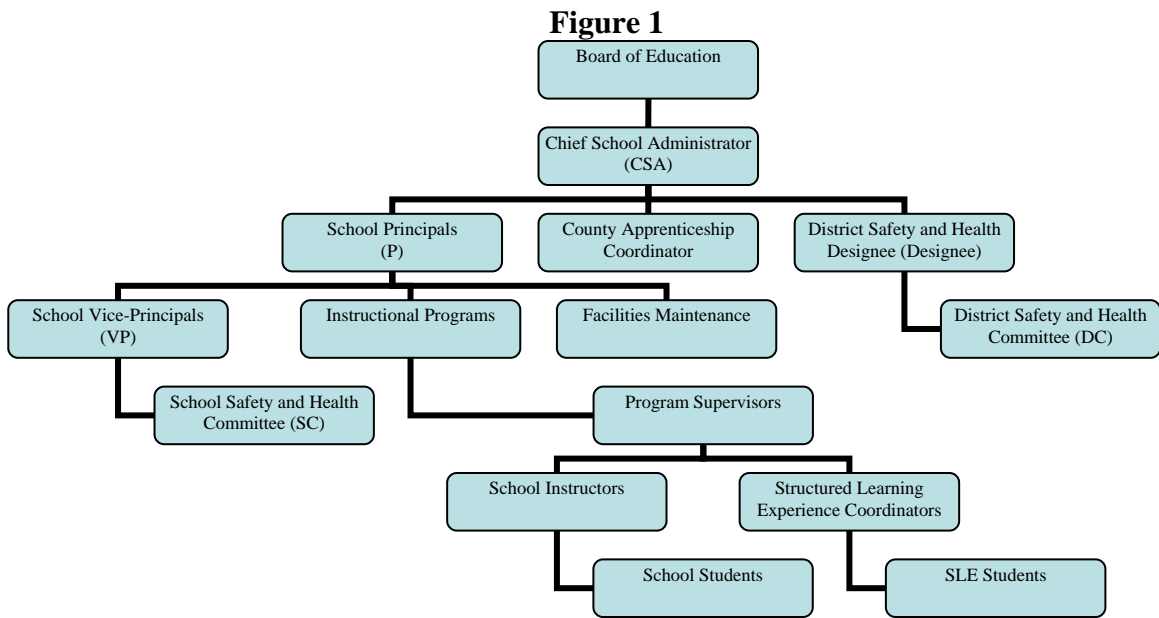 Figure 1
Board of Education
Chief School Administrator
(CSA)
School Principals
(P)
County Apprenticeship
Coordinator
District Safety and Health
Designee (Designee)
School Vice-Principals
(VP)
Instructional Programs
Facilities Maintenance
District Safety and Health
Committee (DC)
School Safety and Health
Committee (SC)
Program Supervisors
School Instructors
Structured Learning
Experience Coordinators
School Students
SLE Students